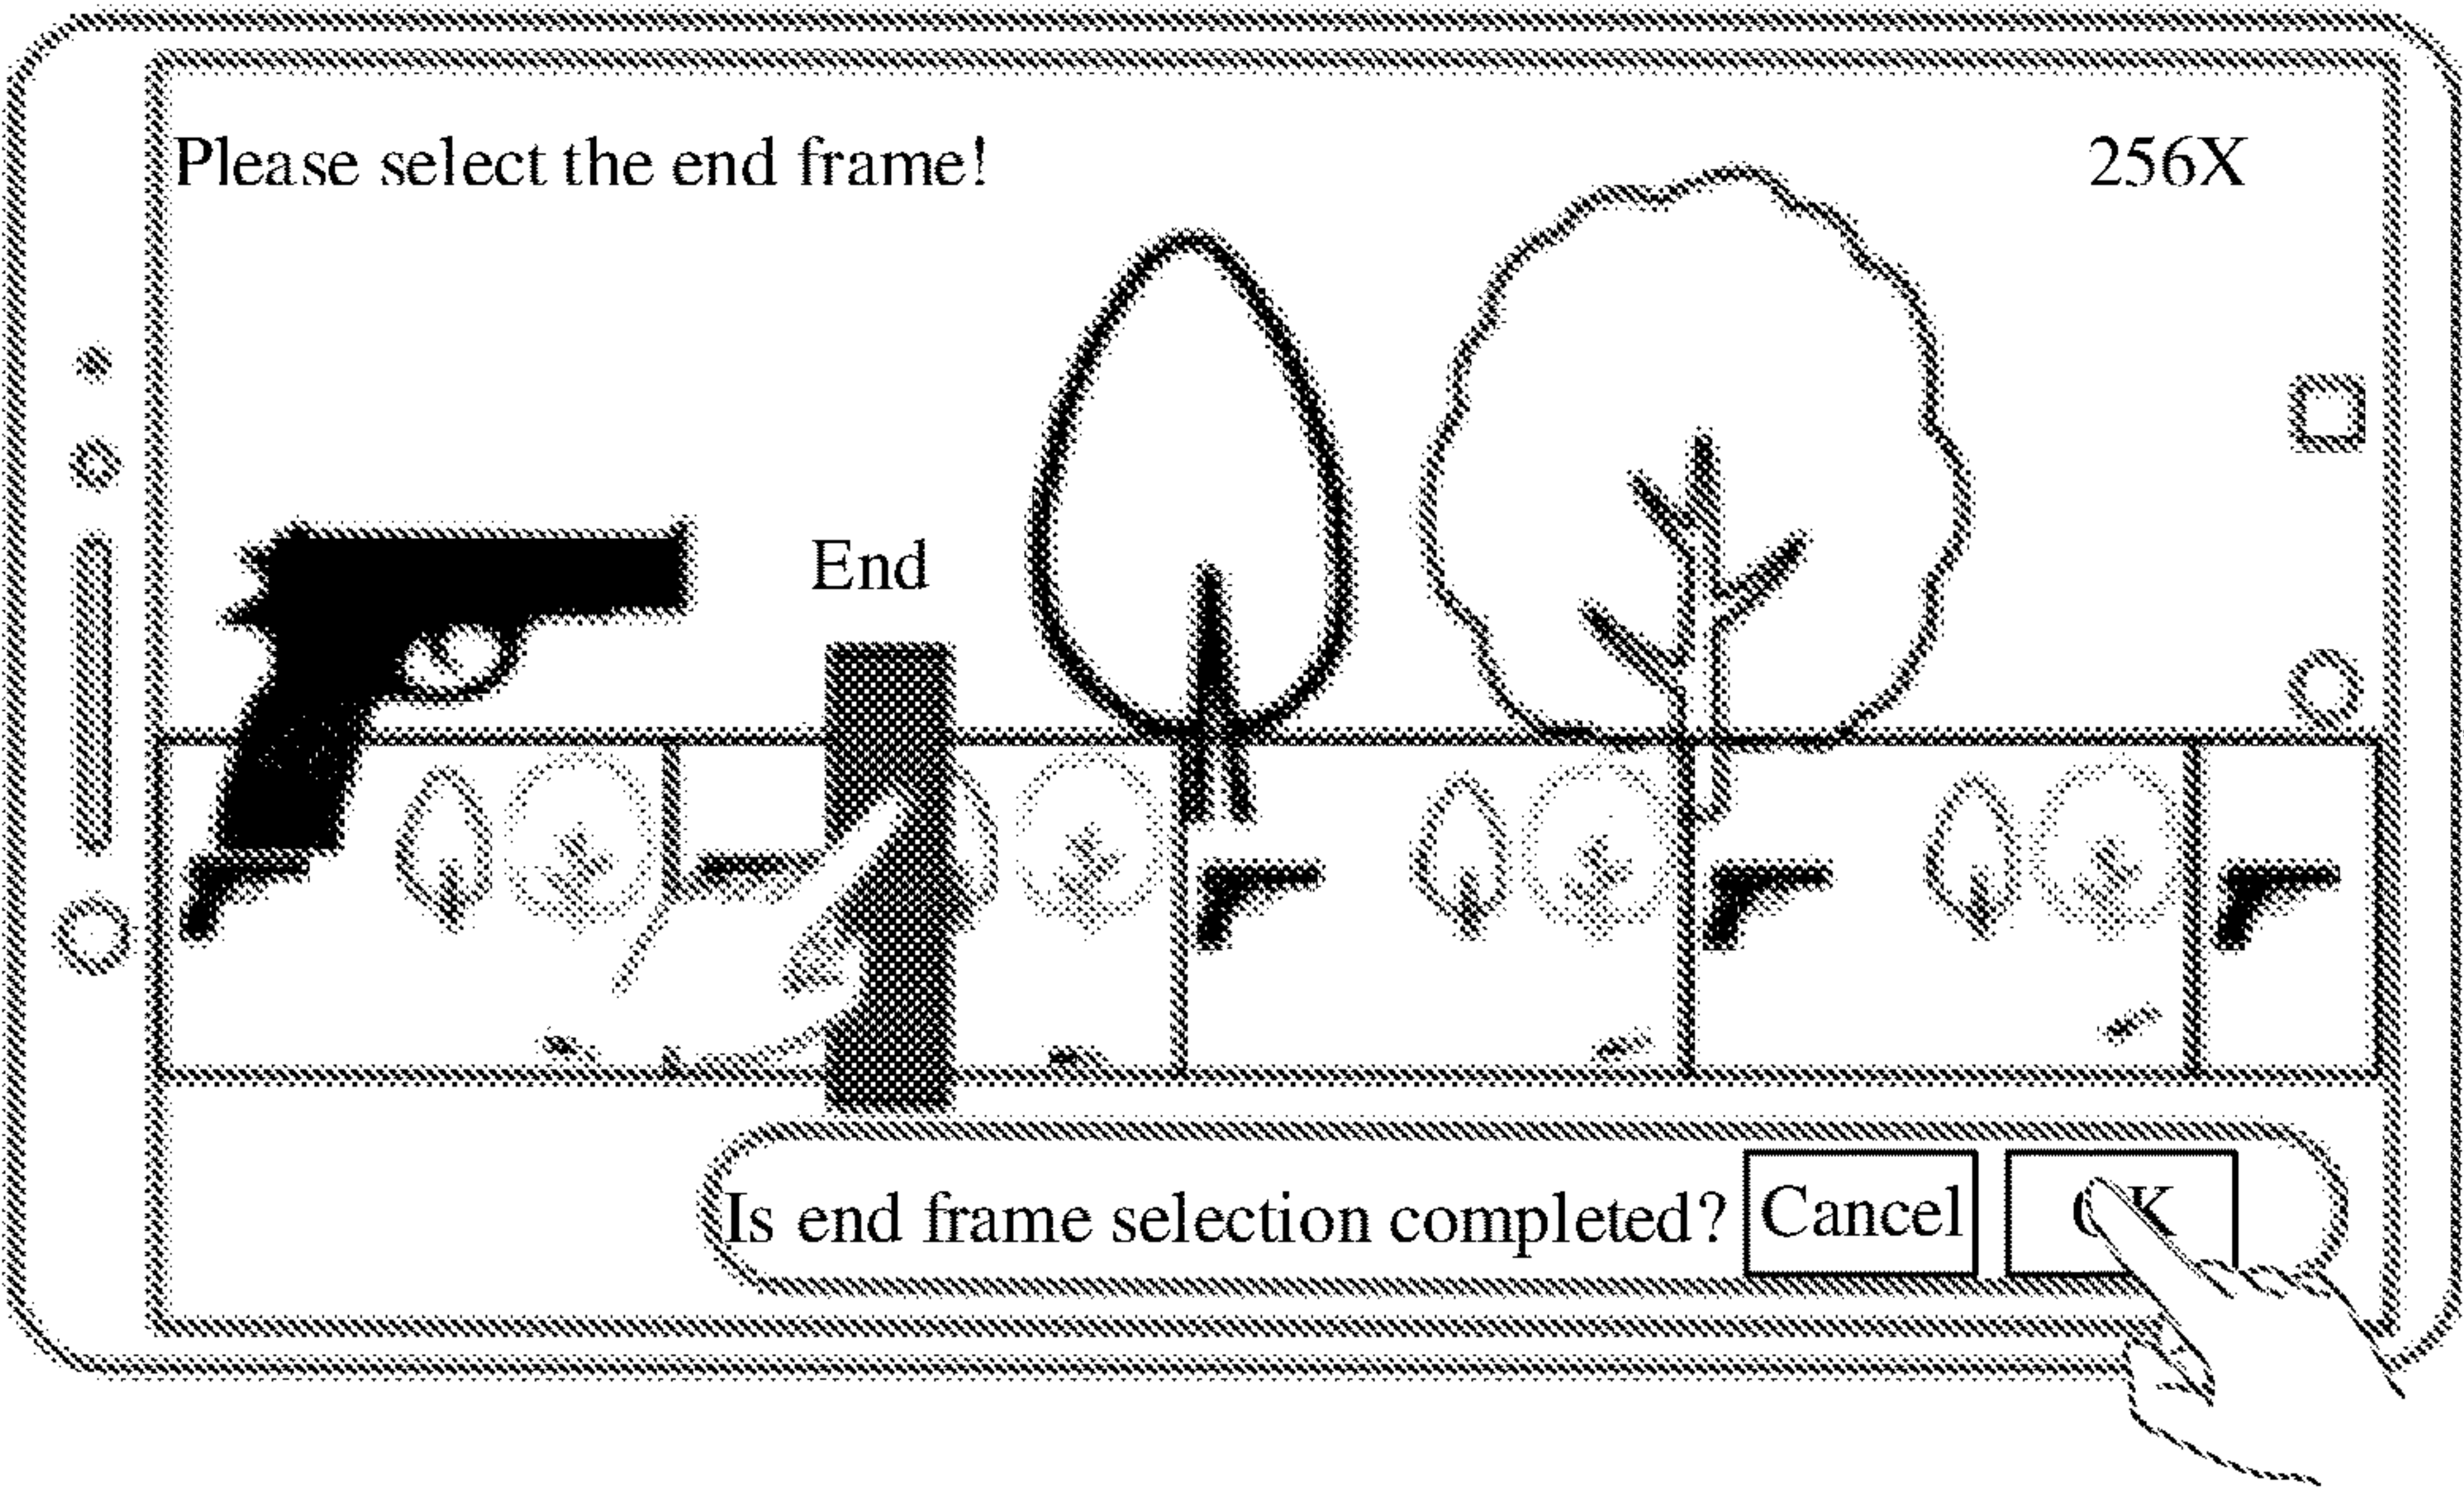 Please select the end frame!
256X
End
Is end frame selection completed?
Cancel
OK